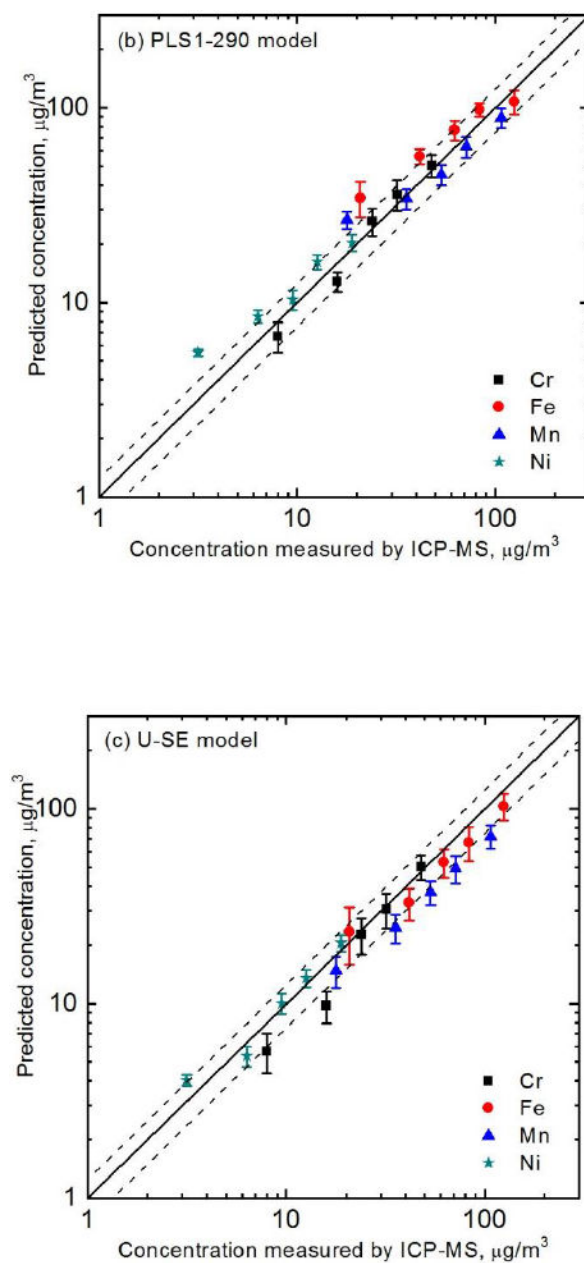 (b) PLS1-290 model
Predicted concentration, μg/m³
100
10
1
Cr
Fe
Mn
Ni
1 10 100
Concentration measured by ICP-MS, μg/m³
(c) U-SE model
Predicted concentration, μg/m³
100
10
1
Cr
Fe
Mn
Ni
1 10 100
Concentration measured by ICP-MS, μg/m³